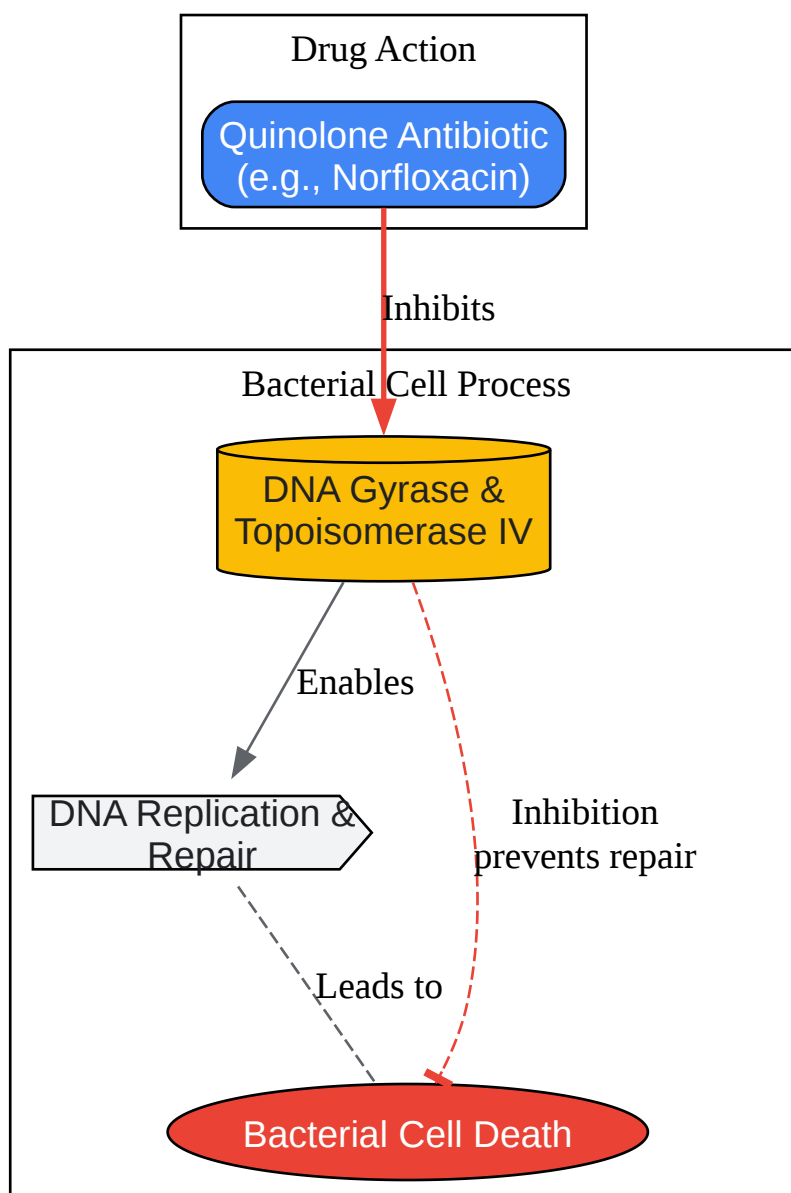 Drug Action
Quinolone Antibiotic
(e.g., Norfloxacin)
Inhibits
Bacterial Cell Process
DNA Gyrase &
Topoisomerase IV
Enables
DNA Replication &
Repair
Inhibition
prevents repair
Leads to
Bacterial Cell Death